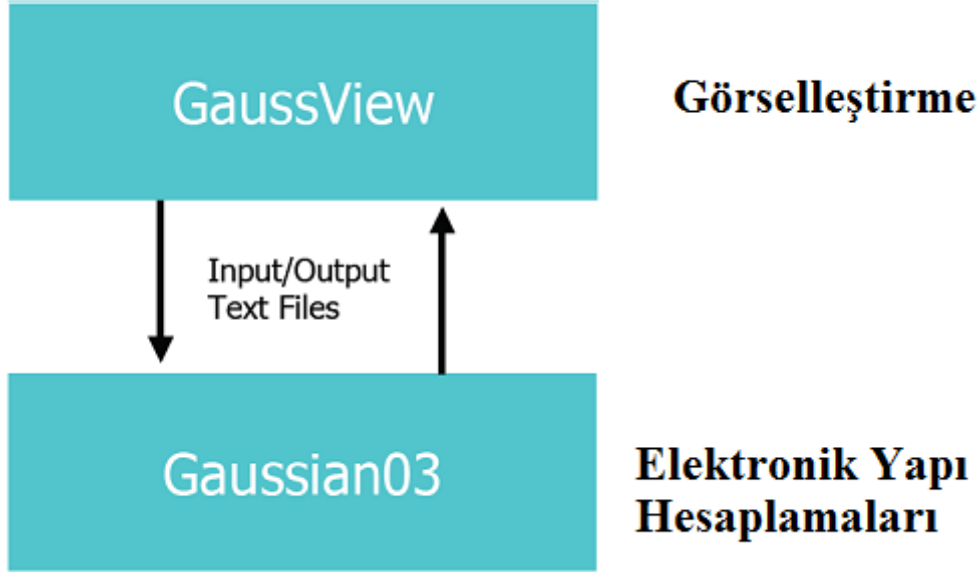 GaussView
Görselleştirme
Input/Output
Text Files
Gaussian03
Elektronik Yapı
Hesaplamaları